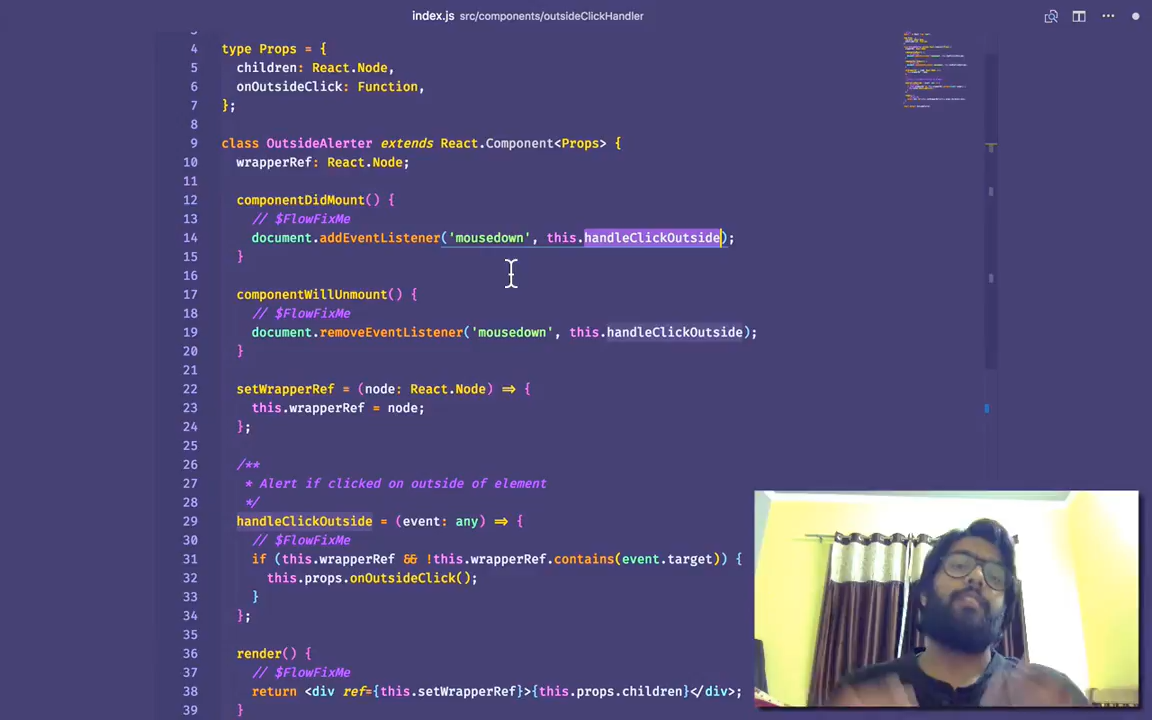 index.js src/components/outsideClickHandler
4 type Props = {
5 children: React.Node,
6 onOutsideClick: Function,
7 };
8
9 class OutsideAlerter extends React.Component<Props> {
10 wrapperRef: React.Node;
11
12 componentDidMount() {
13 // $FlowFixMe
14 document.addEventListener('mousedown', this.handleClickOutside);
15 }
16
17 componentWillUnmount() {
18 // $FlowFixMe
19 document.removeEventListener('mousedown', this.handleClickOutside);
20 }
21
22 setWrapperRef = (node: React.Node) => {
23 this.wrapperRef = node;
24 };
25
26 /**
27 * Alert if clicked on outside of element
28 */
29 handleClickOutside = (event: any) => {
30 // $FlowFixMe
31 if (this.wrapperRef && !this.wrapperRef.contains(event.target)) {
32 this.props.onOutsideClick();
33 }
34 };
35
36 render() {
37 // $FlowFixMe
38 return <div ref={this.setWrapperRef}>{this.props.children}</div>;
39 }